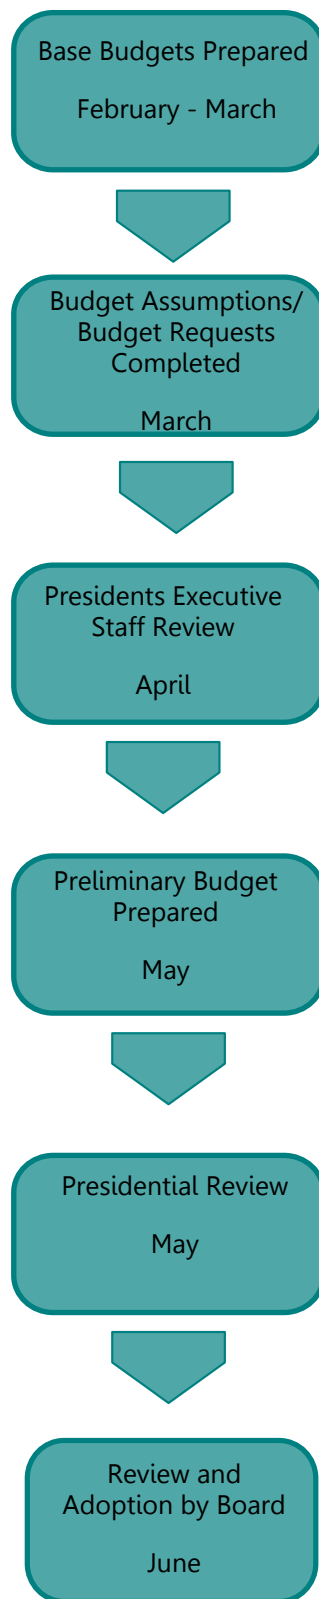 Base Budgets Prepared
February - March
Budget Assumptions/
Budget Requests
Completed
March
Presidents Executive
Staff Review
April
Preliminary Budget
Prepared
May
Presidential Review
May
Review and
Adoption by Board
June